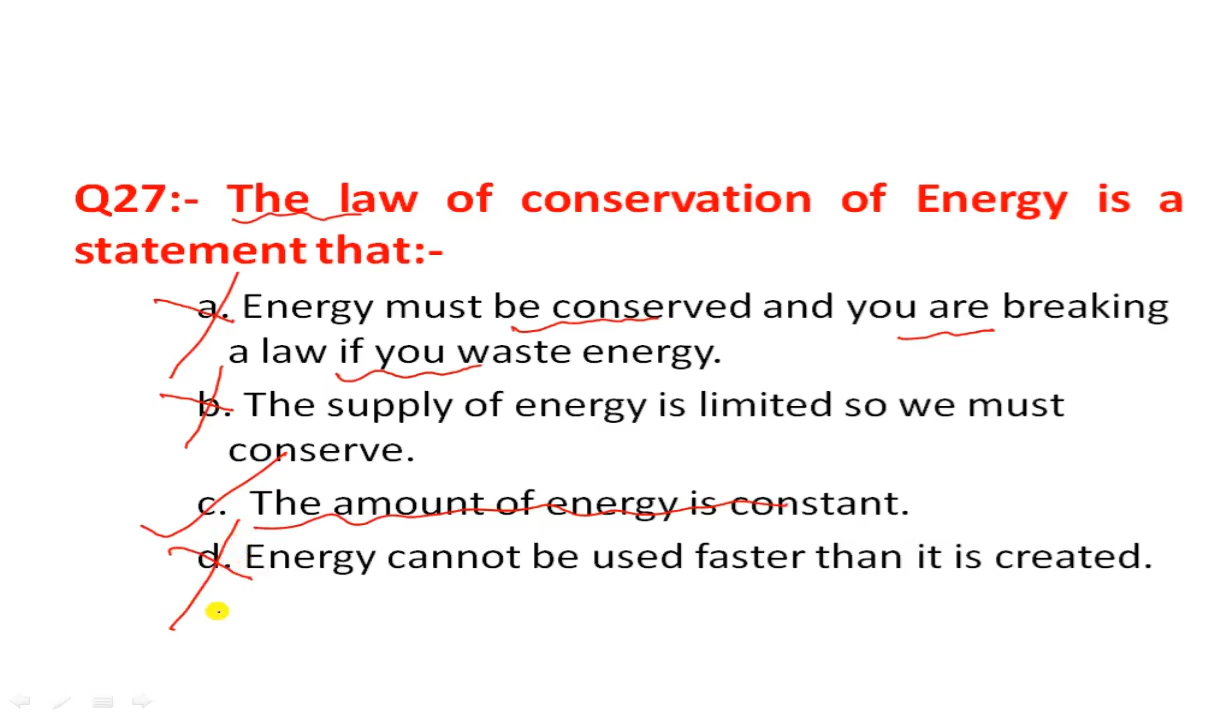 Q27:- The law of conservation of Energy is a
statement that:-
a. Energy must be conserved and you are breaking
a law if you waste energy.
b. The supply of energy is limited so we must
conserve.
c. The amount of energy is constant.
d. Energy cannot be used faster than it is created.